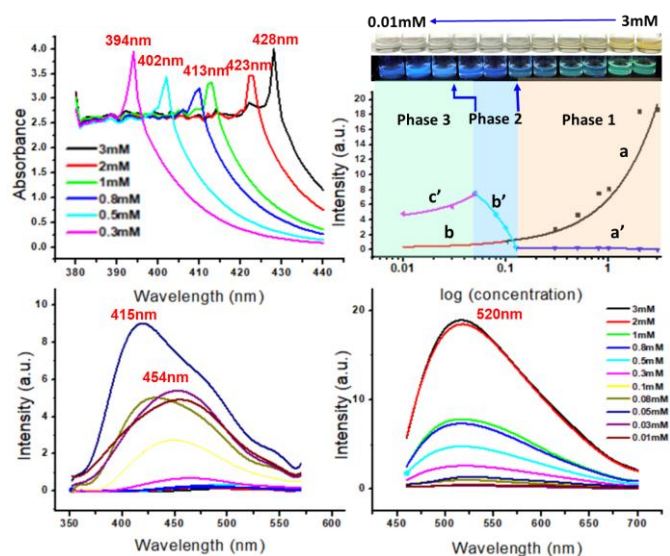 394nm
402nm
413nm
423nm
428nm
4.0
3.5
3.0
2.5
2.0
1.5
1.0
0.5
0.0
Absorbance
3mM
2mM
1mM
0.8mM
0.5mM
0.3mM
380
390
400
410
420
430
440
Wavelength (nm)
0.01mM
3mM
Phase 3
Phase 2
Phase 1
20
18
16
14
12
10
8
6
4
2
0
Intensity (a.u.)
c'
b
b'
a
a'
0.01
0.1
1
log (concentration)
415nm
454nm
10
8
6
4
2
0
Intensity (a.u.)
350
400
450
500
550
600
Wavelength (nm)
520nm
20
10
0
Intensity (a.u.)
3mM
2mM
1mM
0.8mM
0.5mM
0.3mM
0.1mM
0.08mM
0.05mM
0.03mM
0.01mM
450
500
550
600
650
700
Wavelength (nm)